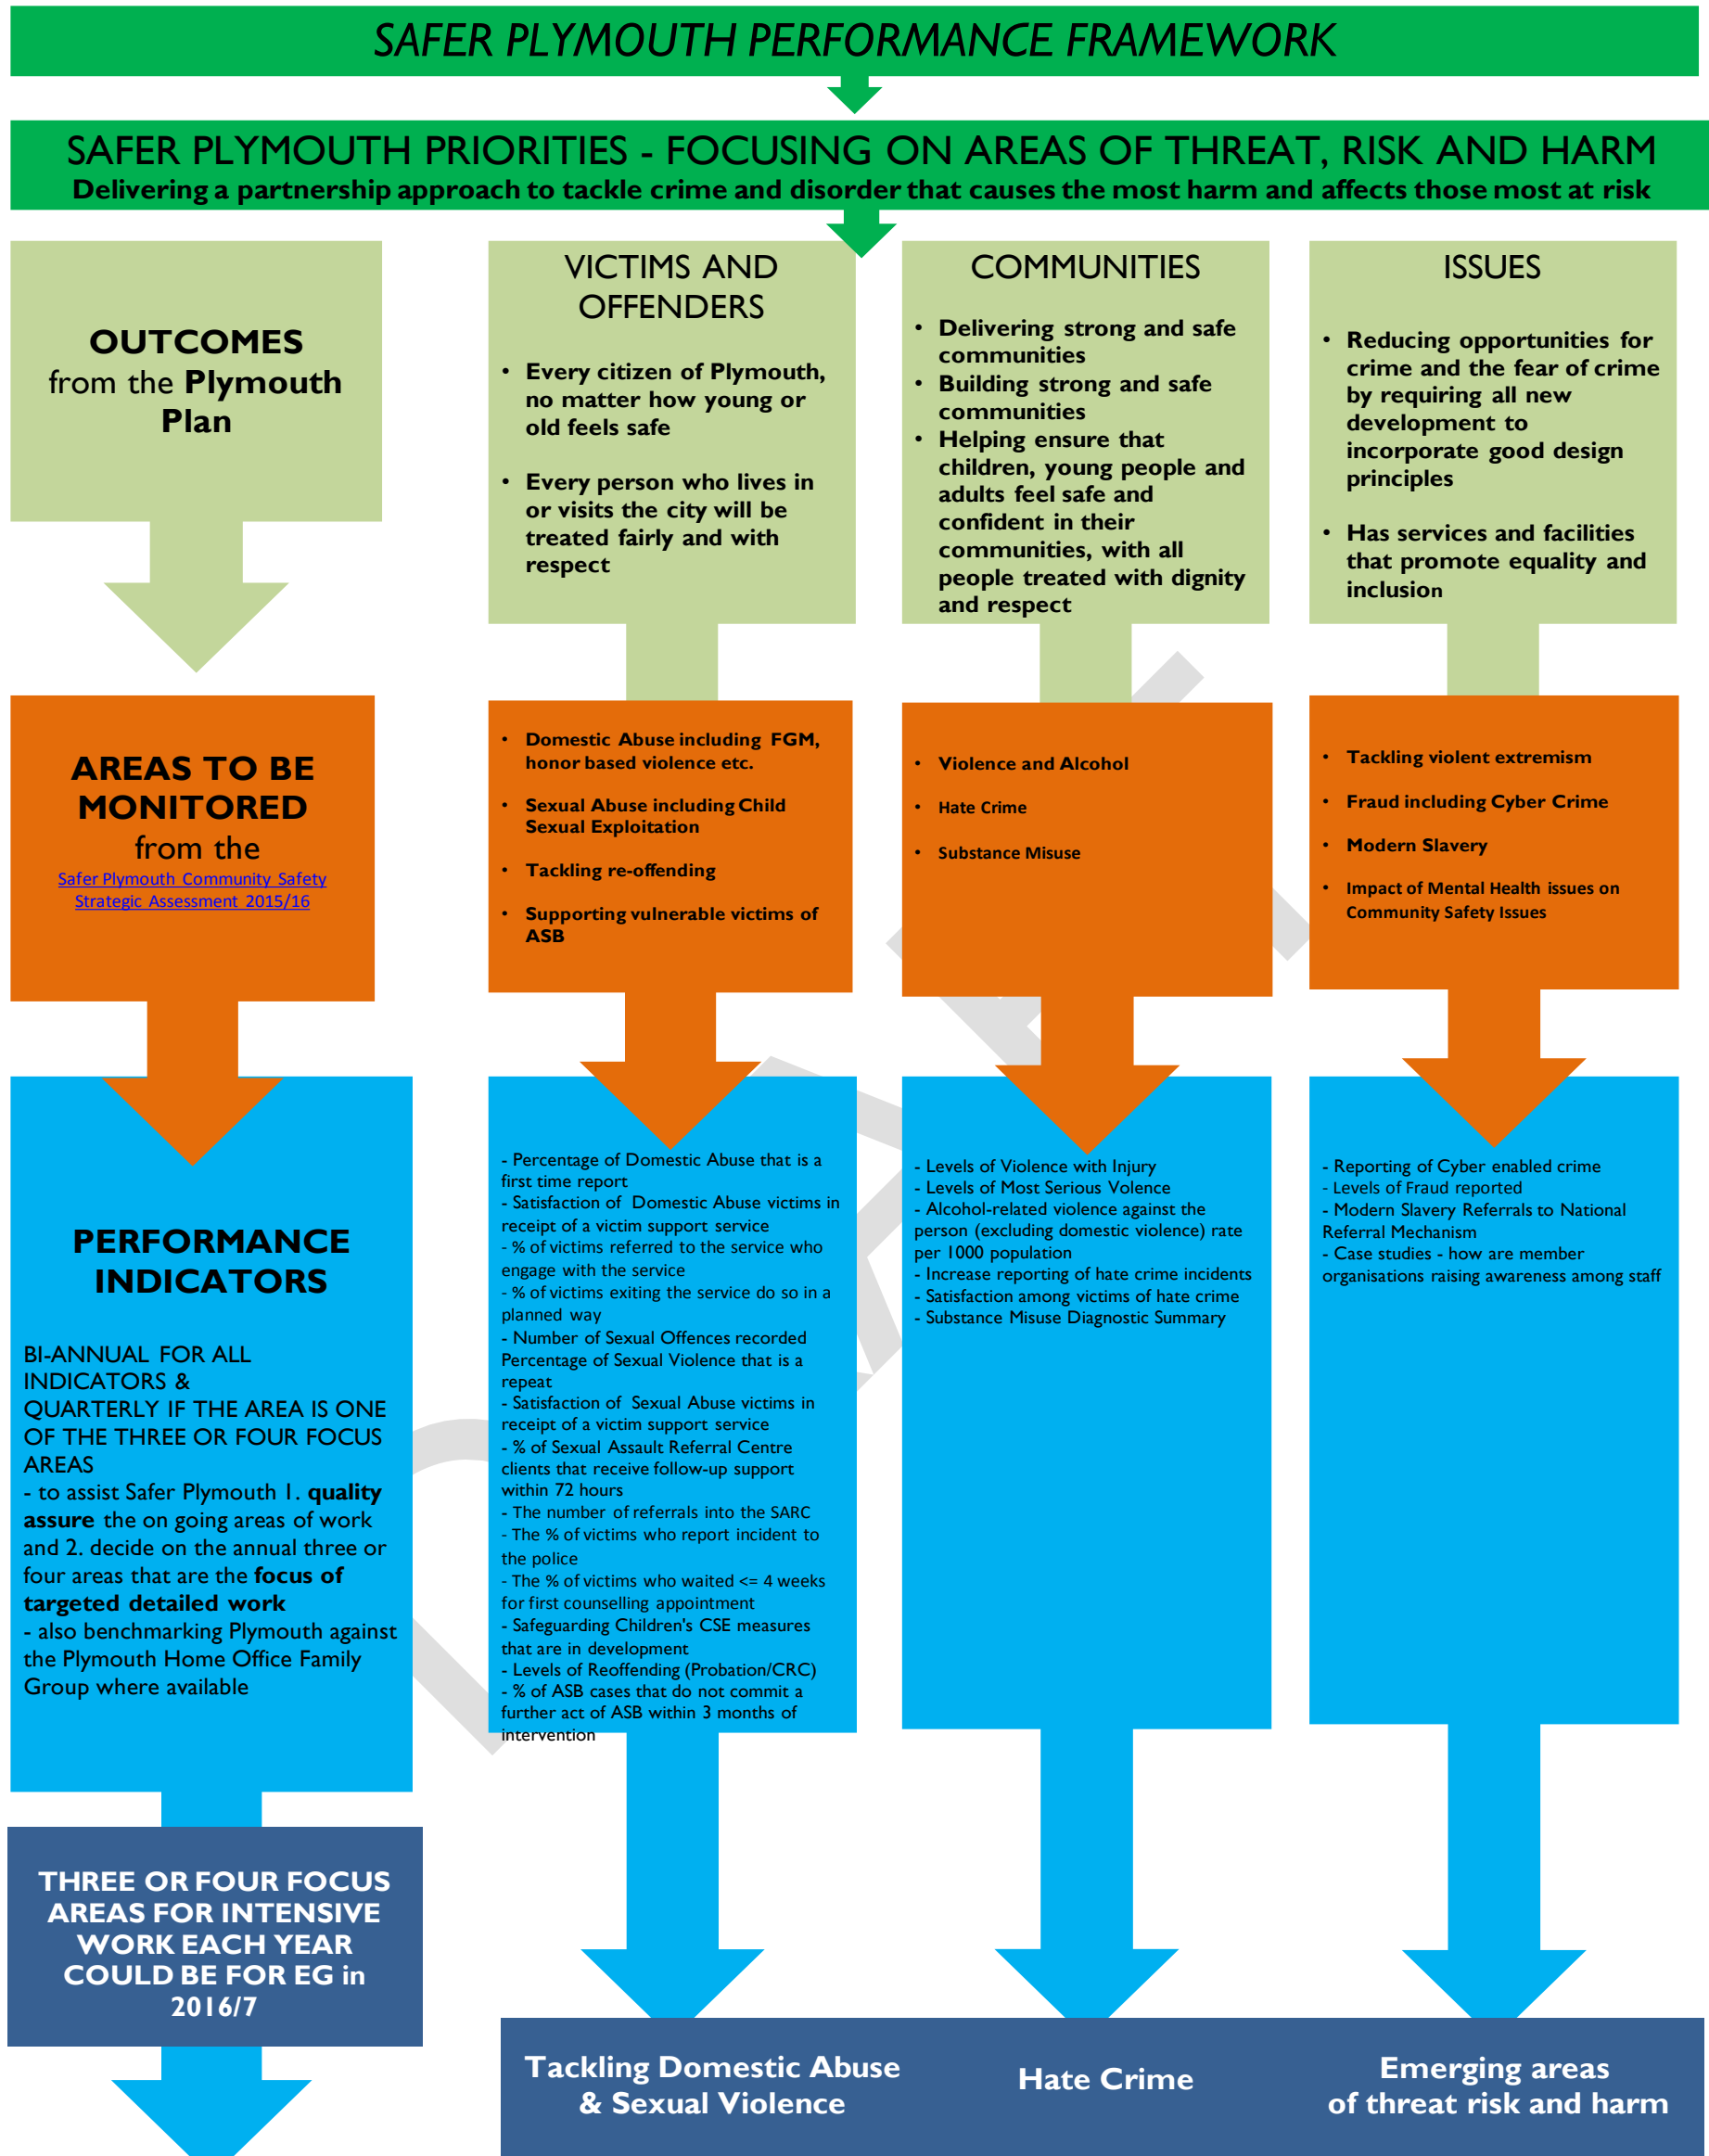 SAFER PLYMOUTH PERFORMANCE FRAMEWORK
SAFER PLYMOUTH PRIORITIES - FOCUSING ON AREAS OF THREAT, RISK AND HARM
Delivering a partnership approach to tackle crime and disorder that causes the most harm and affects those most at risk
OUTCOMES
from the Plymouth
Plan
VICTIMS AND
OFFENDERS
• Every citizen of Plymouth,
no matter how young or
old feels safe
• Every person who lives in
or visits the city will be
treated fairly and with
respect
COMMUNITIES
• Delivering strong and safe
communities
• Building strong and safe
communities
• Helping ensure that
children, young people and
adults feel safe and
confident in their
communities, with all
people treated with dignity
and respect
ISSUES
• Reducing opportunities for
crime and the fear of crime
by requiring all new
development to
incorporate good design
principles
• Has services and facilities
that promote equality and
inclusion
AREAS TO BE
MONITORED
from the
Safer Plymouth Community Safety
Strategic Assessment 2015/16
• Domestic Abuse including FGM,
honor based violence etc.
• Sexual Abuse including Child
Sexual Exploitation
• Tackling re-offending
• Supporting vulnerable victims of
ASB
• Violence and Alcohol
• Hate Crime
• Substance Misuse
• Tackling violent extremism
• Fraud including Cyber Crime
• Modern Slavery
• Impact of Mental Health issues on
Community Safety Issues
PERFORMANCE
INDICATORS
BI-ANNUAL FOR ALL
INDICATORS &
QUARTERLY IF THE AREA IS ONE
OF THE THREE OR FOUR FOCUS
AREAS
- to assist Safer Plymouth 1. quality
assure the on going areas of work
and 2. decide on the annual three or
four areas that are the focus of
targeted detailed work
- also benchmarking Plymouth against
the Plymouth Home Office Family
Group where available
- Percentage of Domestic Abuse that is a
first time report
- Satisfaction of Domestic Abuse victims in
receipt of a victim support service
- % of victims referred to the service who
engage with the service
- % of victims exiting the service do so in a
planned way
- Number of Sexual Offences recorded
Percentage of Sexual Violence that is a
repeat
- Satisfaction of Sexual Abuse victims in
receipt of a victim support service
- % of Sexual Assault Referral Centre
clients that receive follow-up support
within 72 hours
- The number of referrals into the SARC
- The % of victims who report incident to
the police
- The % of victims who waited <= 4 weeks
for first counselling appointment
- Safeguarding Children's CSE measures
that are in development
- Levels of Reoffending (Probation/CRC)
- % of ASB cases that do not commit a
further act of ASB within 3 months of
intervention
- Levels of Violence with Injury
- Levels of Most Serious Volence
- Alcohol-related violence against the
person (excluding domestic violence) rate
per 1000 population
- Increase reporting of hate crime incidents
- Satisfaction among victims of hate crime
- Substance Misuse Diagnostic Summary
- Reporting of Cyber enabled crime
- Levels of Fraud reported
- Modern Slavery Referrals to National
Referral Mechanism
- Case studies - how are member
organisations raising awareness among staff
THREE OR FOUR FOCUS
AREAS FOR INTENSIVE
WORK EACH YEAR
COULD BE FOR EG in
2016/7
Tackling Domestic Abuse
& Sexual Violence
Hate Crime
Emerging areas
of threat risk and harm